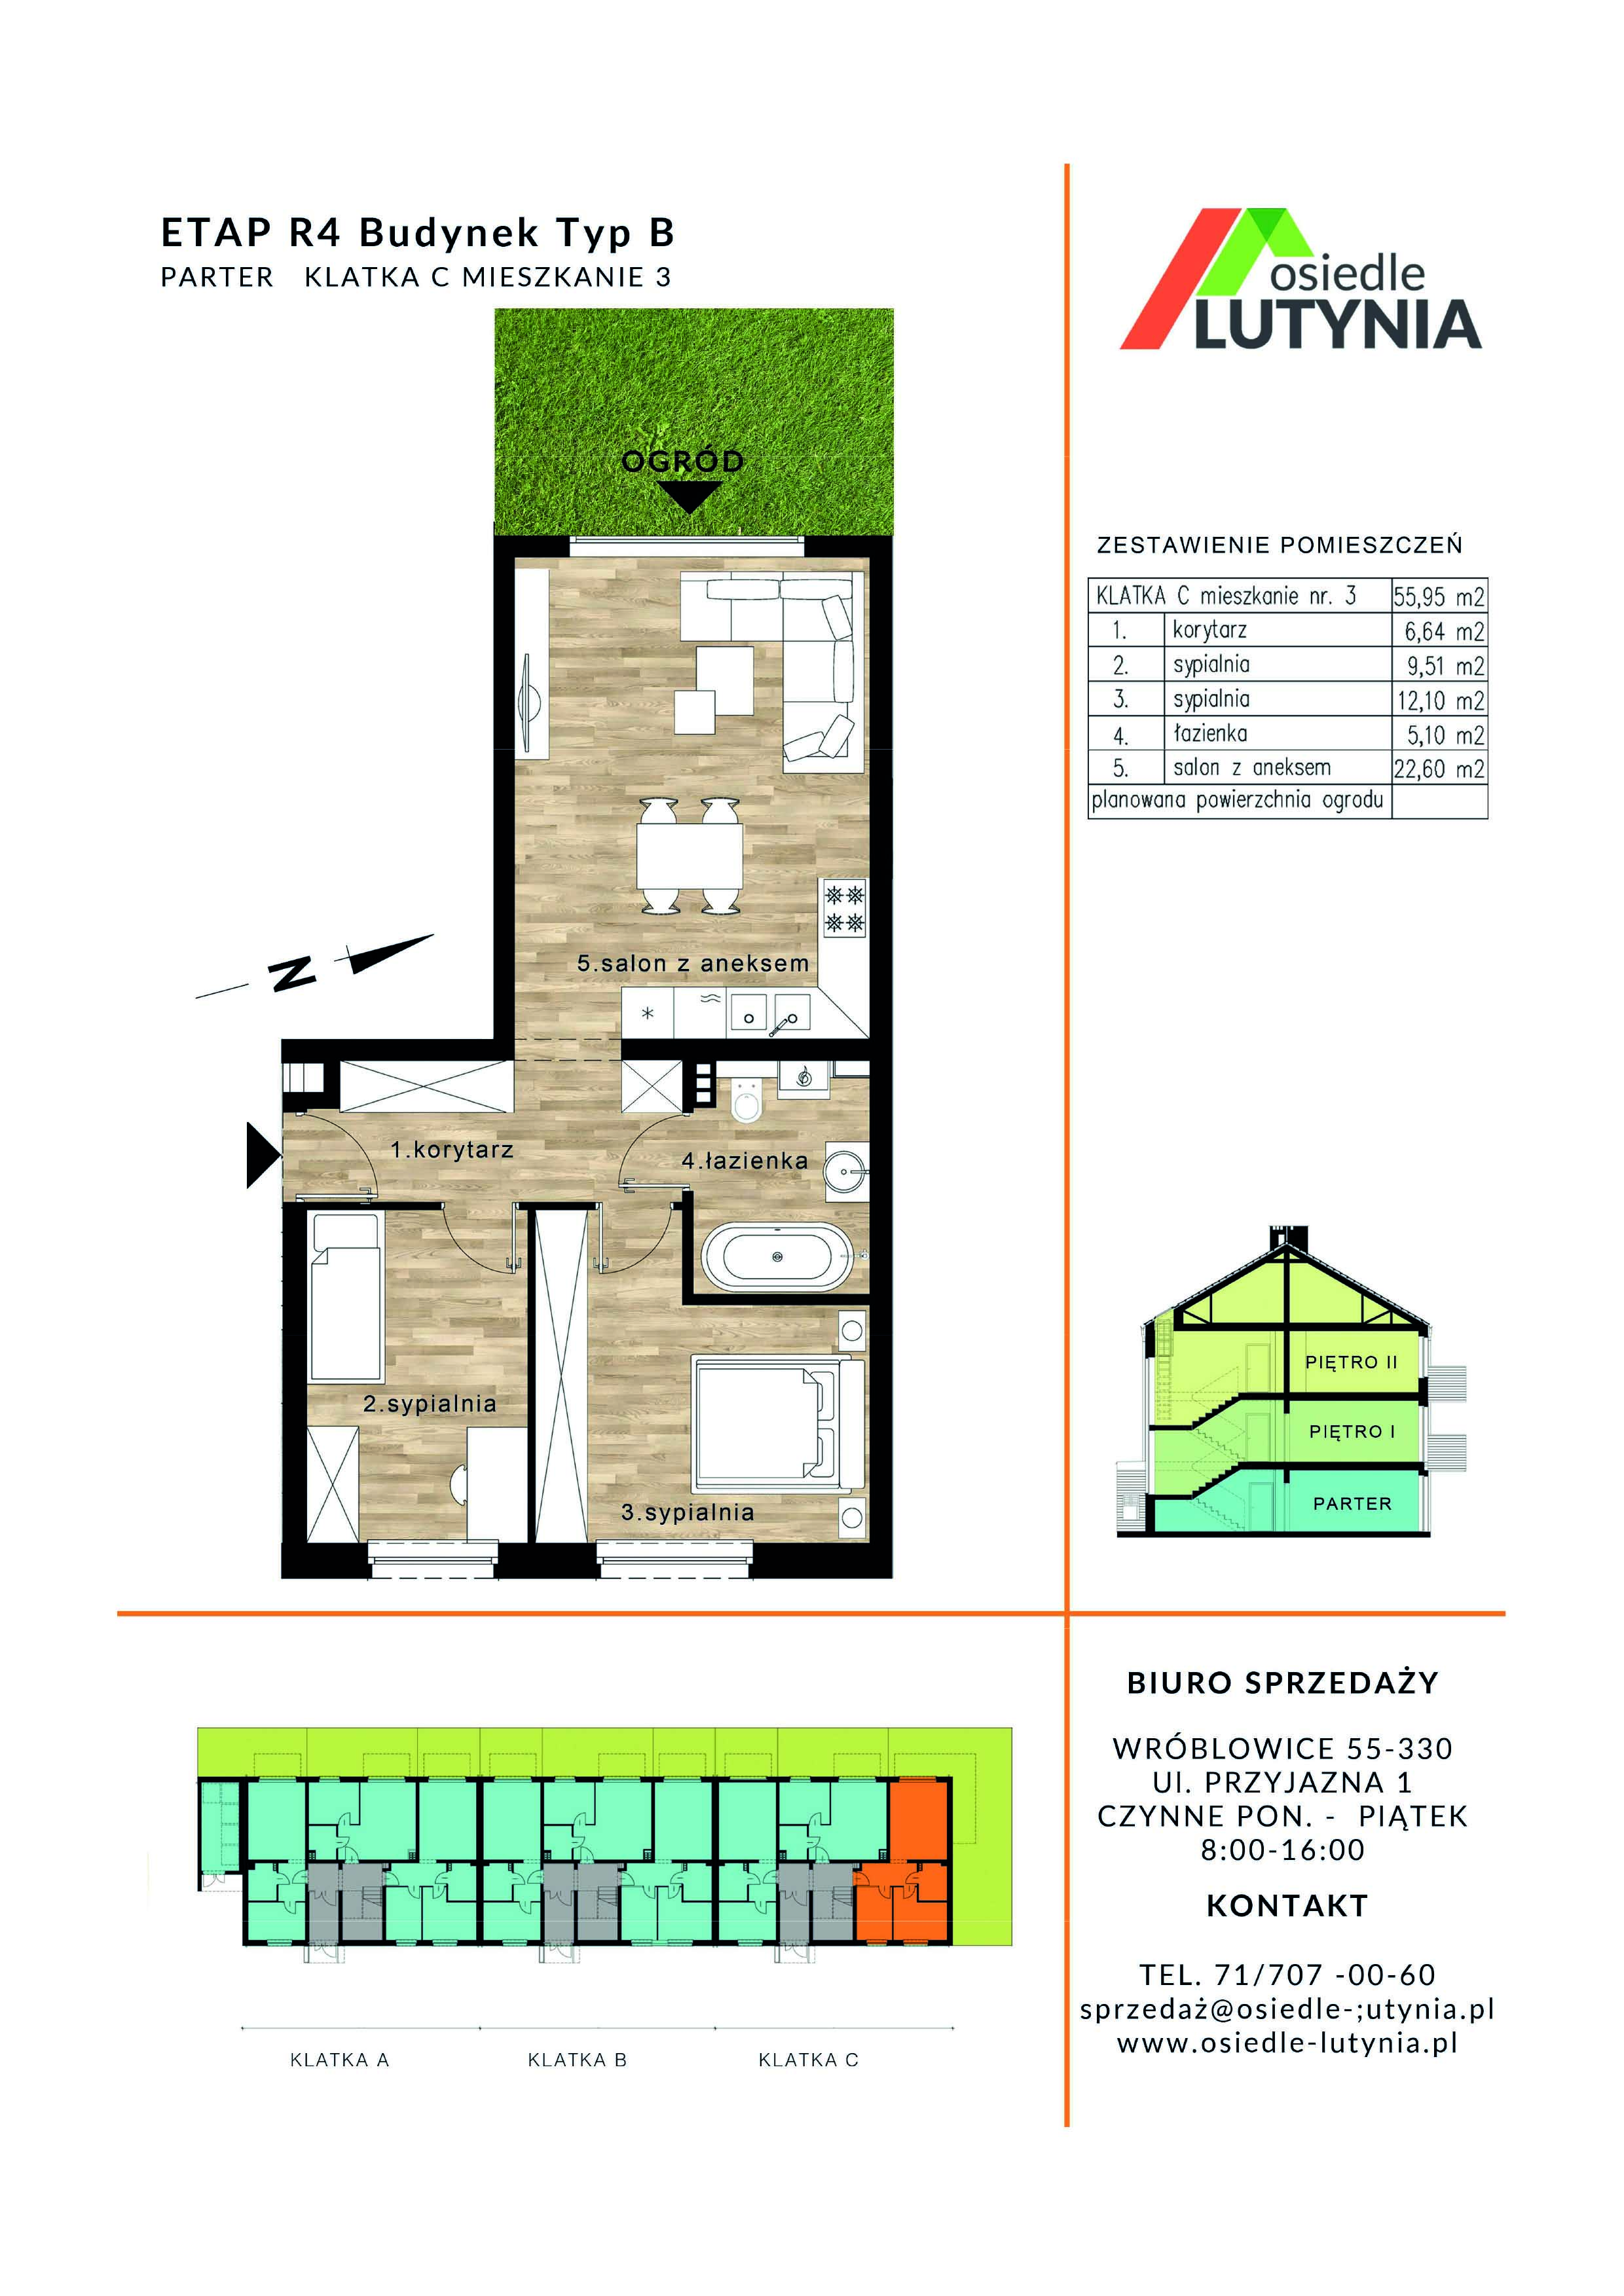 ETAP R4 Budynek Typ B
PARTER KLATKA C MIESZKANIE 3
osiedle
LUTYNIA
OGRÓD
ZESTAWIENIE POMIESZCZEŃ
KLATKA C mieszkanie nr. 3 55,95 m2
1. korytarz 6,64 m2
2. sypialnia 9,51 m2
3. sypialnia 12,10 m2
4. łazienka 5,10 m2
5. salon z aneksem 22,60 m2
planowana powierzchnia ogrodu
N
5.salon z aneksem
1.korytarz
4.łazienka
2.sypialnia
3.sypialnia
PIĘTRO II
PIĘTRO I
PARTER
BIURO SPRZEDAŻY
WRÓBLOWICE 55-330
Ul. PRZYJAZNA 1
CZYNNE PON. - PIĄTEK
8:00-16:00
KONTAKT
TEL. 71/707 -00-60
sprzedaż@osiedle-;utynia.pl
www.osiedle-lutynia.pl
KLATKA A
KLATKA B
KLATKA C